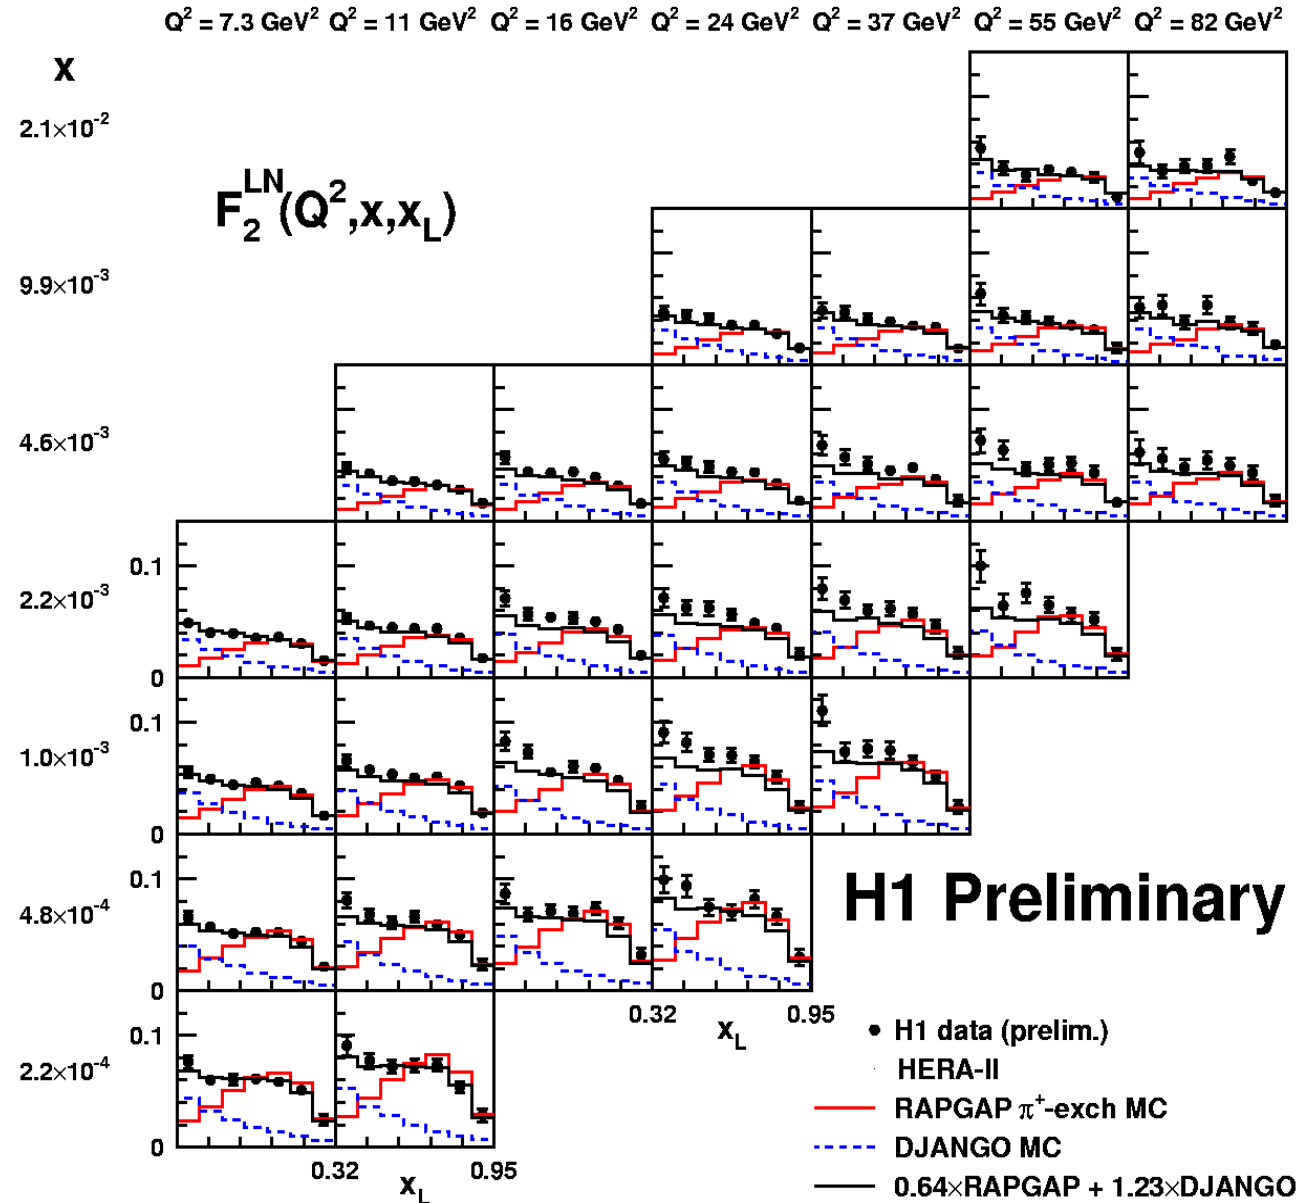 Q² = 7.3 GeV² Q² = 11 GeV² Q² = 16 GeV² Q² = 24 GeV² Q² = 37 GeV² Q² = 55 GeV² Q² = 82 GeV²
x
2.1×10⁻²
F₂ᴸᴺ(Q²,x,x_L)
9.9×10⁻³
4.6×10⁻³
0.1
2.2×10⁻³
0
0.1
1.0×10⁻³
0
0.1
4.8×10⁻⁴
H1 Preliminary
0
0.32 x_L 0.95
0.1
2.2×10⁻⁴
0
0.32 x_L 0.95
H1 data (prelim.)
HERA-II
RAPGAP π⁺-exch MC
DJANGO MC
0.64×RAPGAP + 1.23×DJANGO